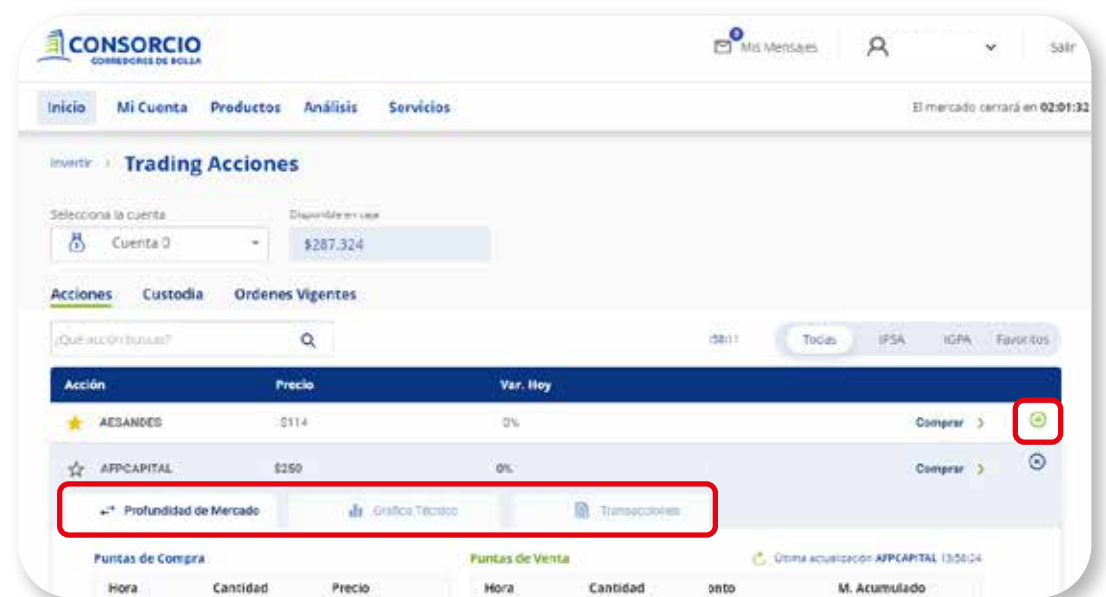 CONSORCIO
CORREDORES DE BOLSA
0
Mis Mensajes
Salir
Inicio Mi Cuenta Productos Análisis Servicios
El mercado cerrará en 02:01:32
Invertir › Trading Acciones
Selecciona la cuenta
Disponible en caja
Cuenta 0
$287.324
Acciones Custodia Ordenes Vigentes
¿Qué acción buscas?
Todas IPSA IGPA Favoritos
Acción Precio Var. Hoy
AESANDES $114 0% Comprar >
AFPCAPITAL $250 0% Comprar >
Profundidad de Mercado Gráfico Técnico Transacciones
Puntas de Compra Puntas de Venta Última actualización AFPCAPITAL
Hora Cantidad Precio Hora Cantidad onto M. Acumulado